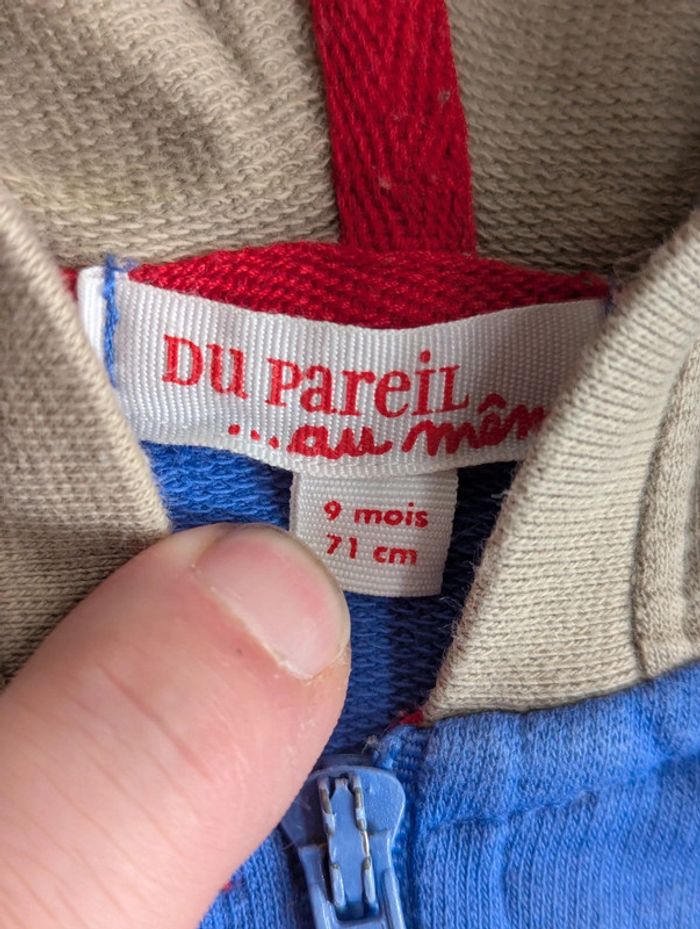 DU PareiL
...au mêm
9 mois
71 cm